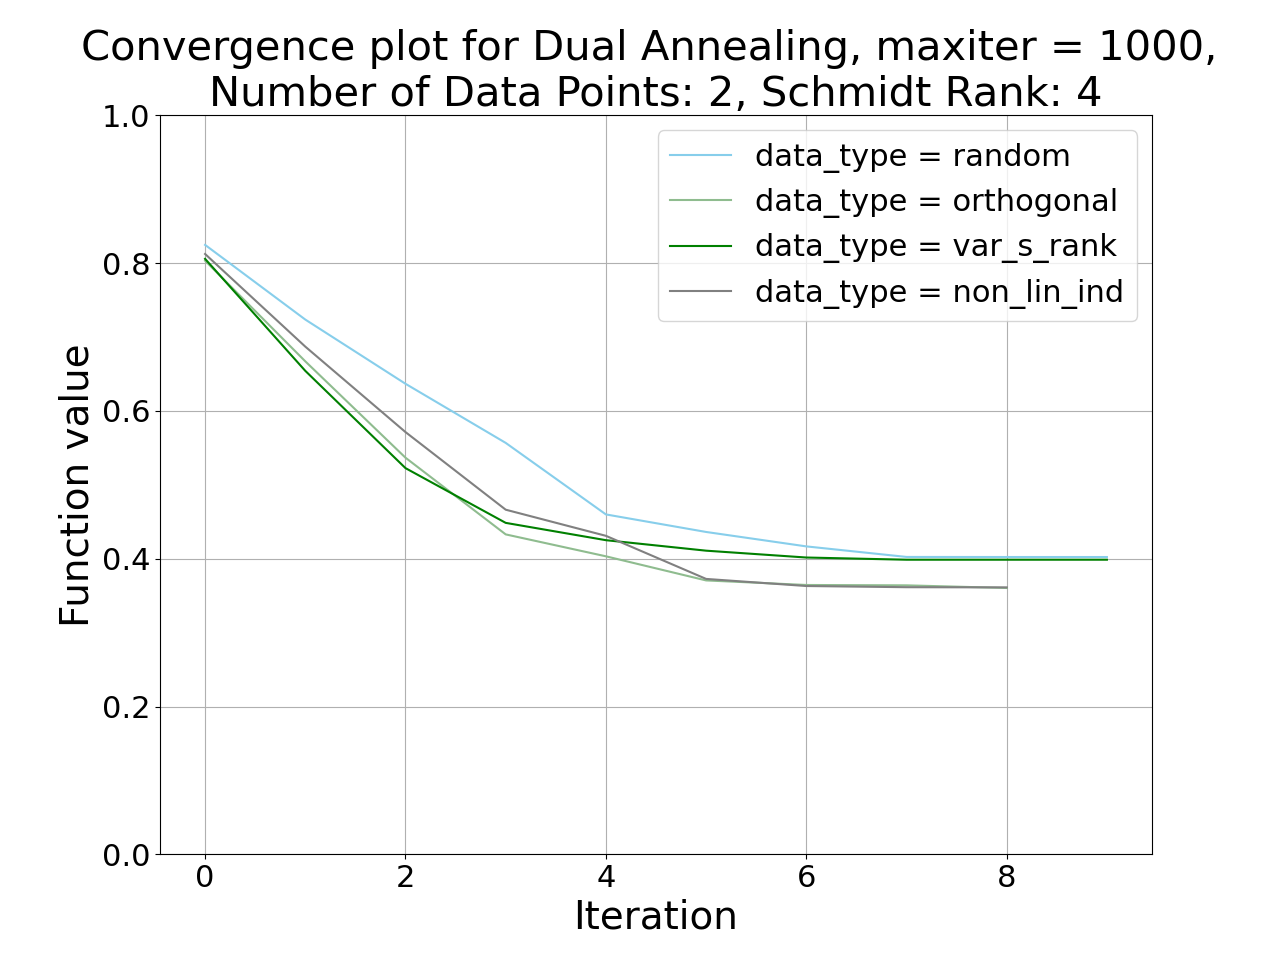 Convergence plot for Dual Annealing, maxiter = 1000,
Number of Data Points: 2, Schmidt Rank: 4
1.0
0.8
0.6
0.4
0.2
0.0
Function value
data_type = random
data_type = orthogonal
data_type = var_s_rank
data_type = non_lin_ind
0 2 4 6 8
Iteration